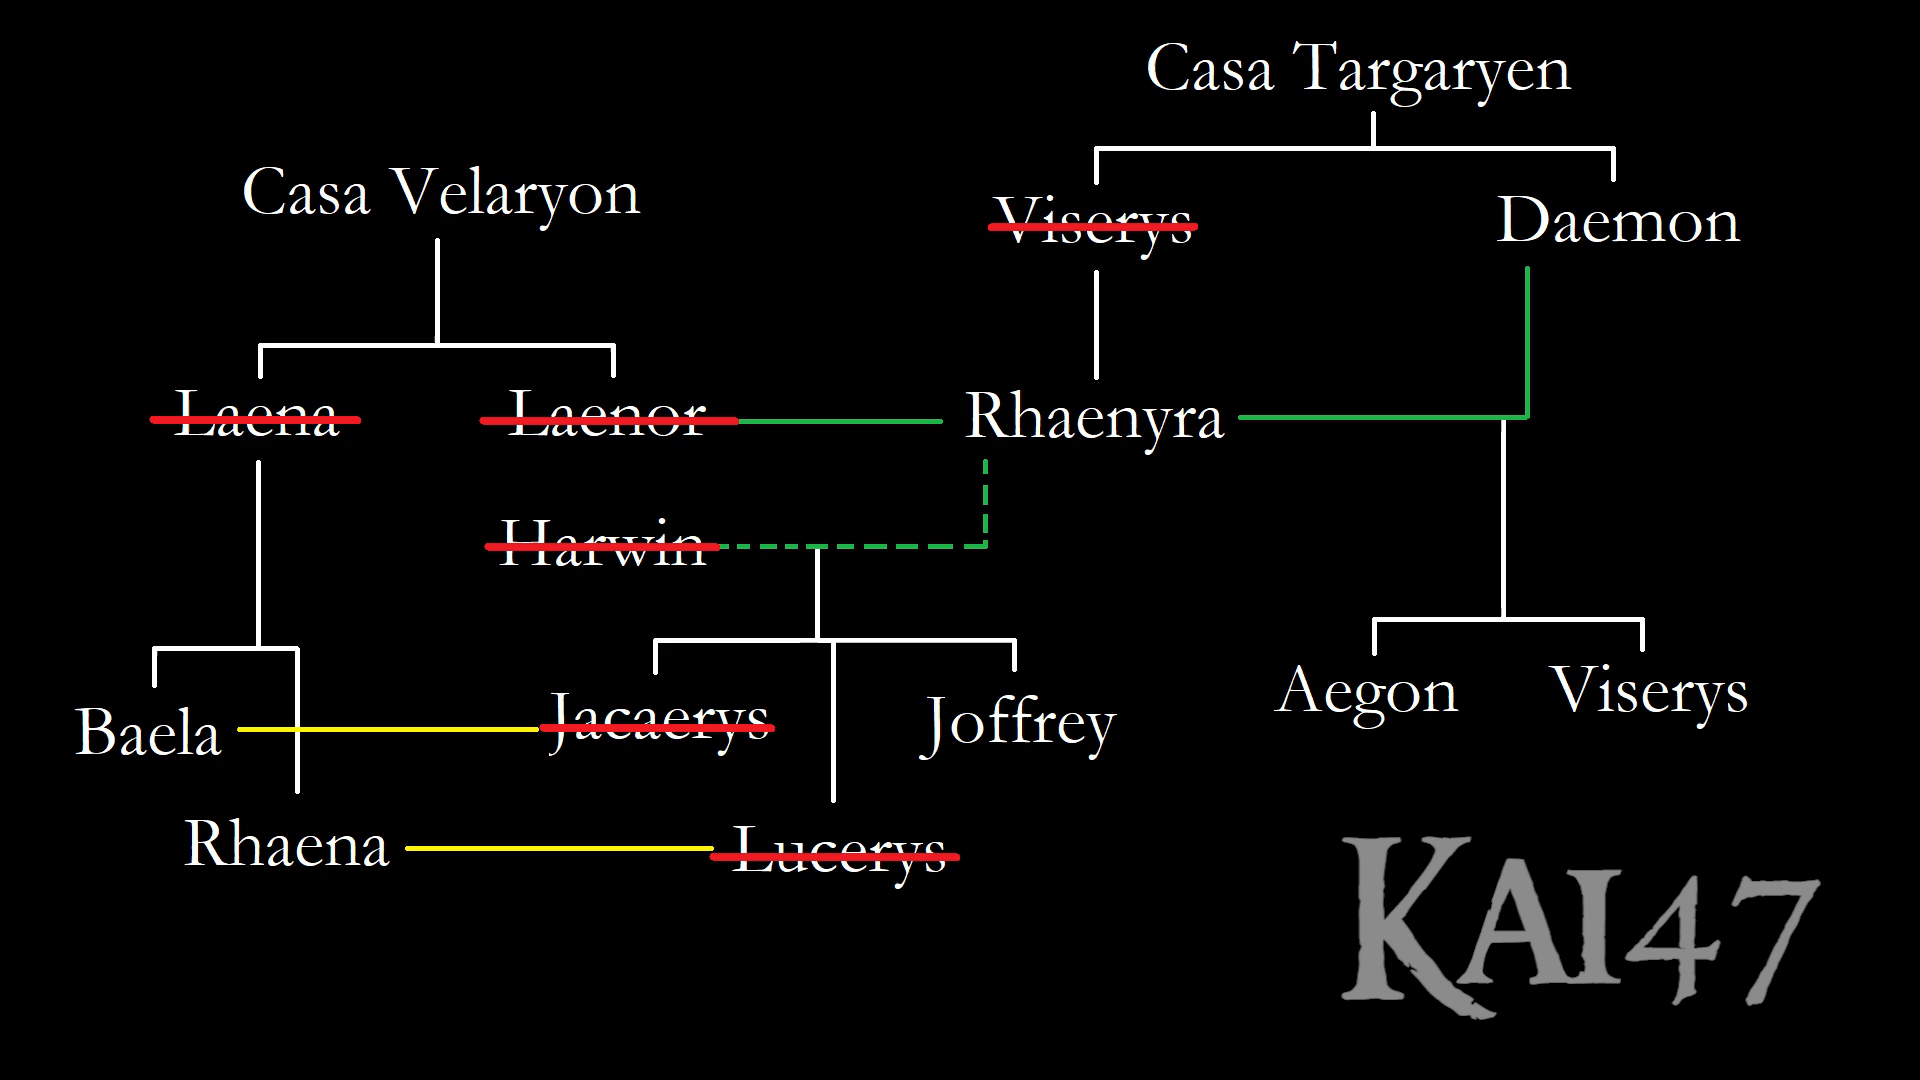 Casa Targaryen
Casa Velaryon
Viserys
Daemon
Laena
Laenor
Rhaenyra
Harwin
Baela
Jacaerys
Joffrey
Aegon
Viserys
Rhaena
Lucerys
KAI47